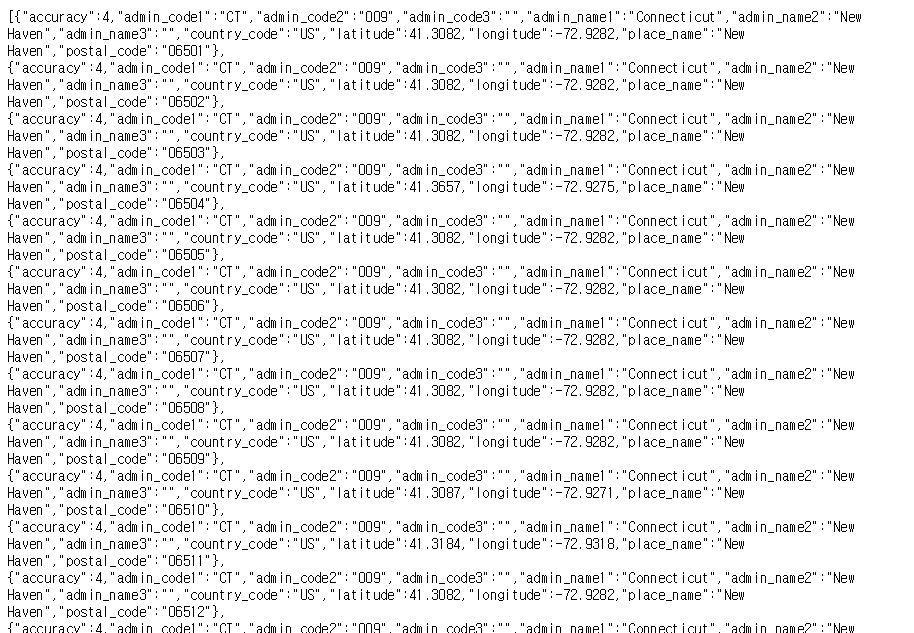 [{"accuracy":4,"admin_code1":"CT","admin_code2":"009","admin_code3":"","admin_name1":"Connecticut","admin_name2":"New
Haven","admin_name3":"","country_code":"US","latitude":41.3082,"longitude":-72.9282,"place_name":"New
Haven","postal_code":"06501"},
{"accuracy":4,"admin_code1":"CT","admin_code2":"009","admin_code3":"","admin_name1":"Connecticut","admin_name2":"New
Haven","admin_name3":"","country_code":"US","latitude":41.3082,"longitude":-72.9282,"place_name":"New
Haven","postal_code":"06502"},
{"accuracy":4,"admin_code1":"CT","admin_code2":"009","admin_code3":"","admin_name1":"Connecticut","admin_name2":"New
Haven","admin_name3":"","country_code":"US","latitude":41.3082,"longitude":-72.9282,"place_name":"New
Haven","postal_code":"06503"},
{"accuracy":4,"admin_code1":"CT","admin_code2":"009","admin_code3":"","admin_name1":"Connecticut","admin_name2":"New
Haven","admin_name3":"","country_code":"US","latitude":41.3657,"longitude":-72.9275,"place_name":"New
Haven","postal_code":"06504"},
{"accuracy":4,"admin_code1":"CT","admin_code2":"009","admin_code3":"","admin_name1":"Connecticut","admin_name2":"New
Haven","admin_name3":"","country_code":"US","latitude":41.3082,"longitude":-72.9282,"place_name":"New
Haven","postal_code":"06505"},
{"accuracy":4,"admin_code1":"CT","admin_code2":"009","admin_code3":"","admin_name1":"Connecticut","admin_name2":"New
Haven","admin_name3":"","country_code":"US","latitude":41.3082,"longitude":-72.9282,"place_name":"New
Haven","postal_code":"06506"},
{"accuracy":4,"admin_code1":"CT","admin_code2":"009","admin_code3":"","admin_name1":"Connecticut","admin_name2":"New
Haven","admin_name3":"","country_code":"US","latitude":41.3082,"longitude":-72.9282,"place_name":"New
Haven","postal_code":"06507"},
{"accuracy":4,"admin_code1":"CT","admin_code2":"009","admin_code3":"","admin_name1":"Connecticut","admin_name2":"New
Haven","admin_name3":"","country_code":"US","latitude":41.3082,"longitude":-72.9282,"place_name":"New
Haven","postal_code":"06508"},
{"accuracy":4,"admin_code1":"CT","admin_code2":"009","admin_code3":"","admin_name1":"Connecticut","admin_name2":"New
Haven","admin_name3":"","country_code":"US","latitude":41.3082,"longitude":-72.9282,"place_name":"New
Haven","postal_code":"06509"},
{"accuracy":4,"admin_code1":"CT","admin_code2":"009","admin_code3":"","admin_name1":"Connecticut","admin_name2":"New
Haven","admin_name3":"","country_code":"US","latitude":41.3087,"longitude":-72.9271,"place_name":"New
Haven","postal_code":"06510"},
{"accuracy":4,"admin_code1":"CT","admin_code2":"009","admin_code3":"","admin_name1":"Connecticut","admin_name2":"New
Haven","admin_name3":"","country_code":"US","latitude":41.3184,"longitude":-72.9318,"place_name":"New
Haven","postal_code":"06511"},
{"accuracy":4,"admin_code1":"CT","admin_code2":"009","admin_code3":"","admin_name1":"Connecticut","admin_name2":"New
Haven","admin_name3":"","country_code":"US","latitude":41.3082,"longitude":-72.9282,"place_name":"New
Haven","postal_code":"06512"},
{"accuracy":4,"admin_code1":"CT","admin_code2":"009","admin_code3":"","admin_name1":"Connecticut","admin_name2":"New